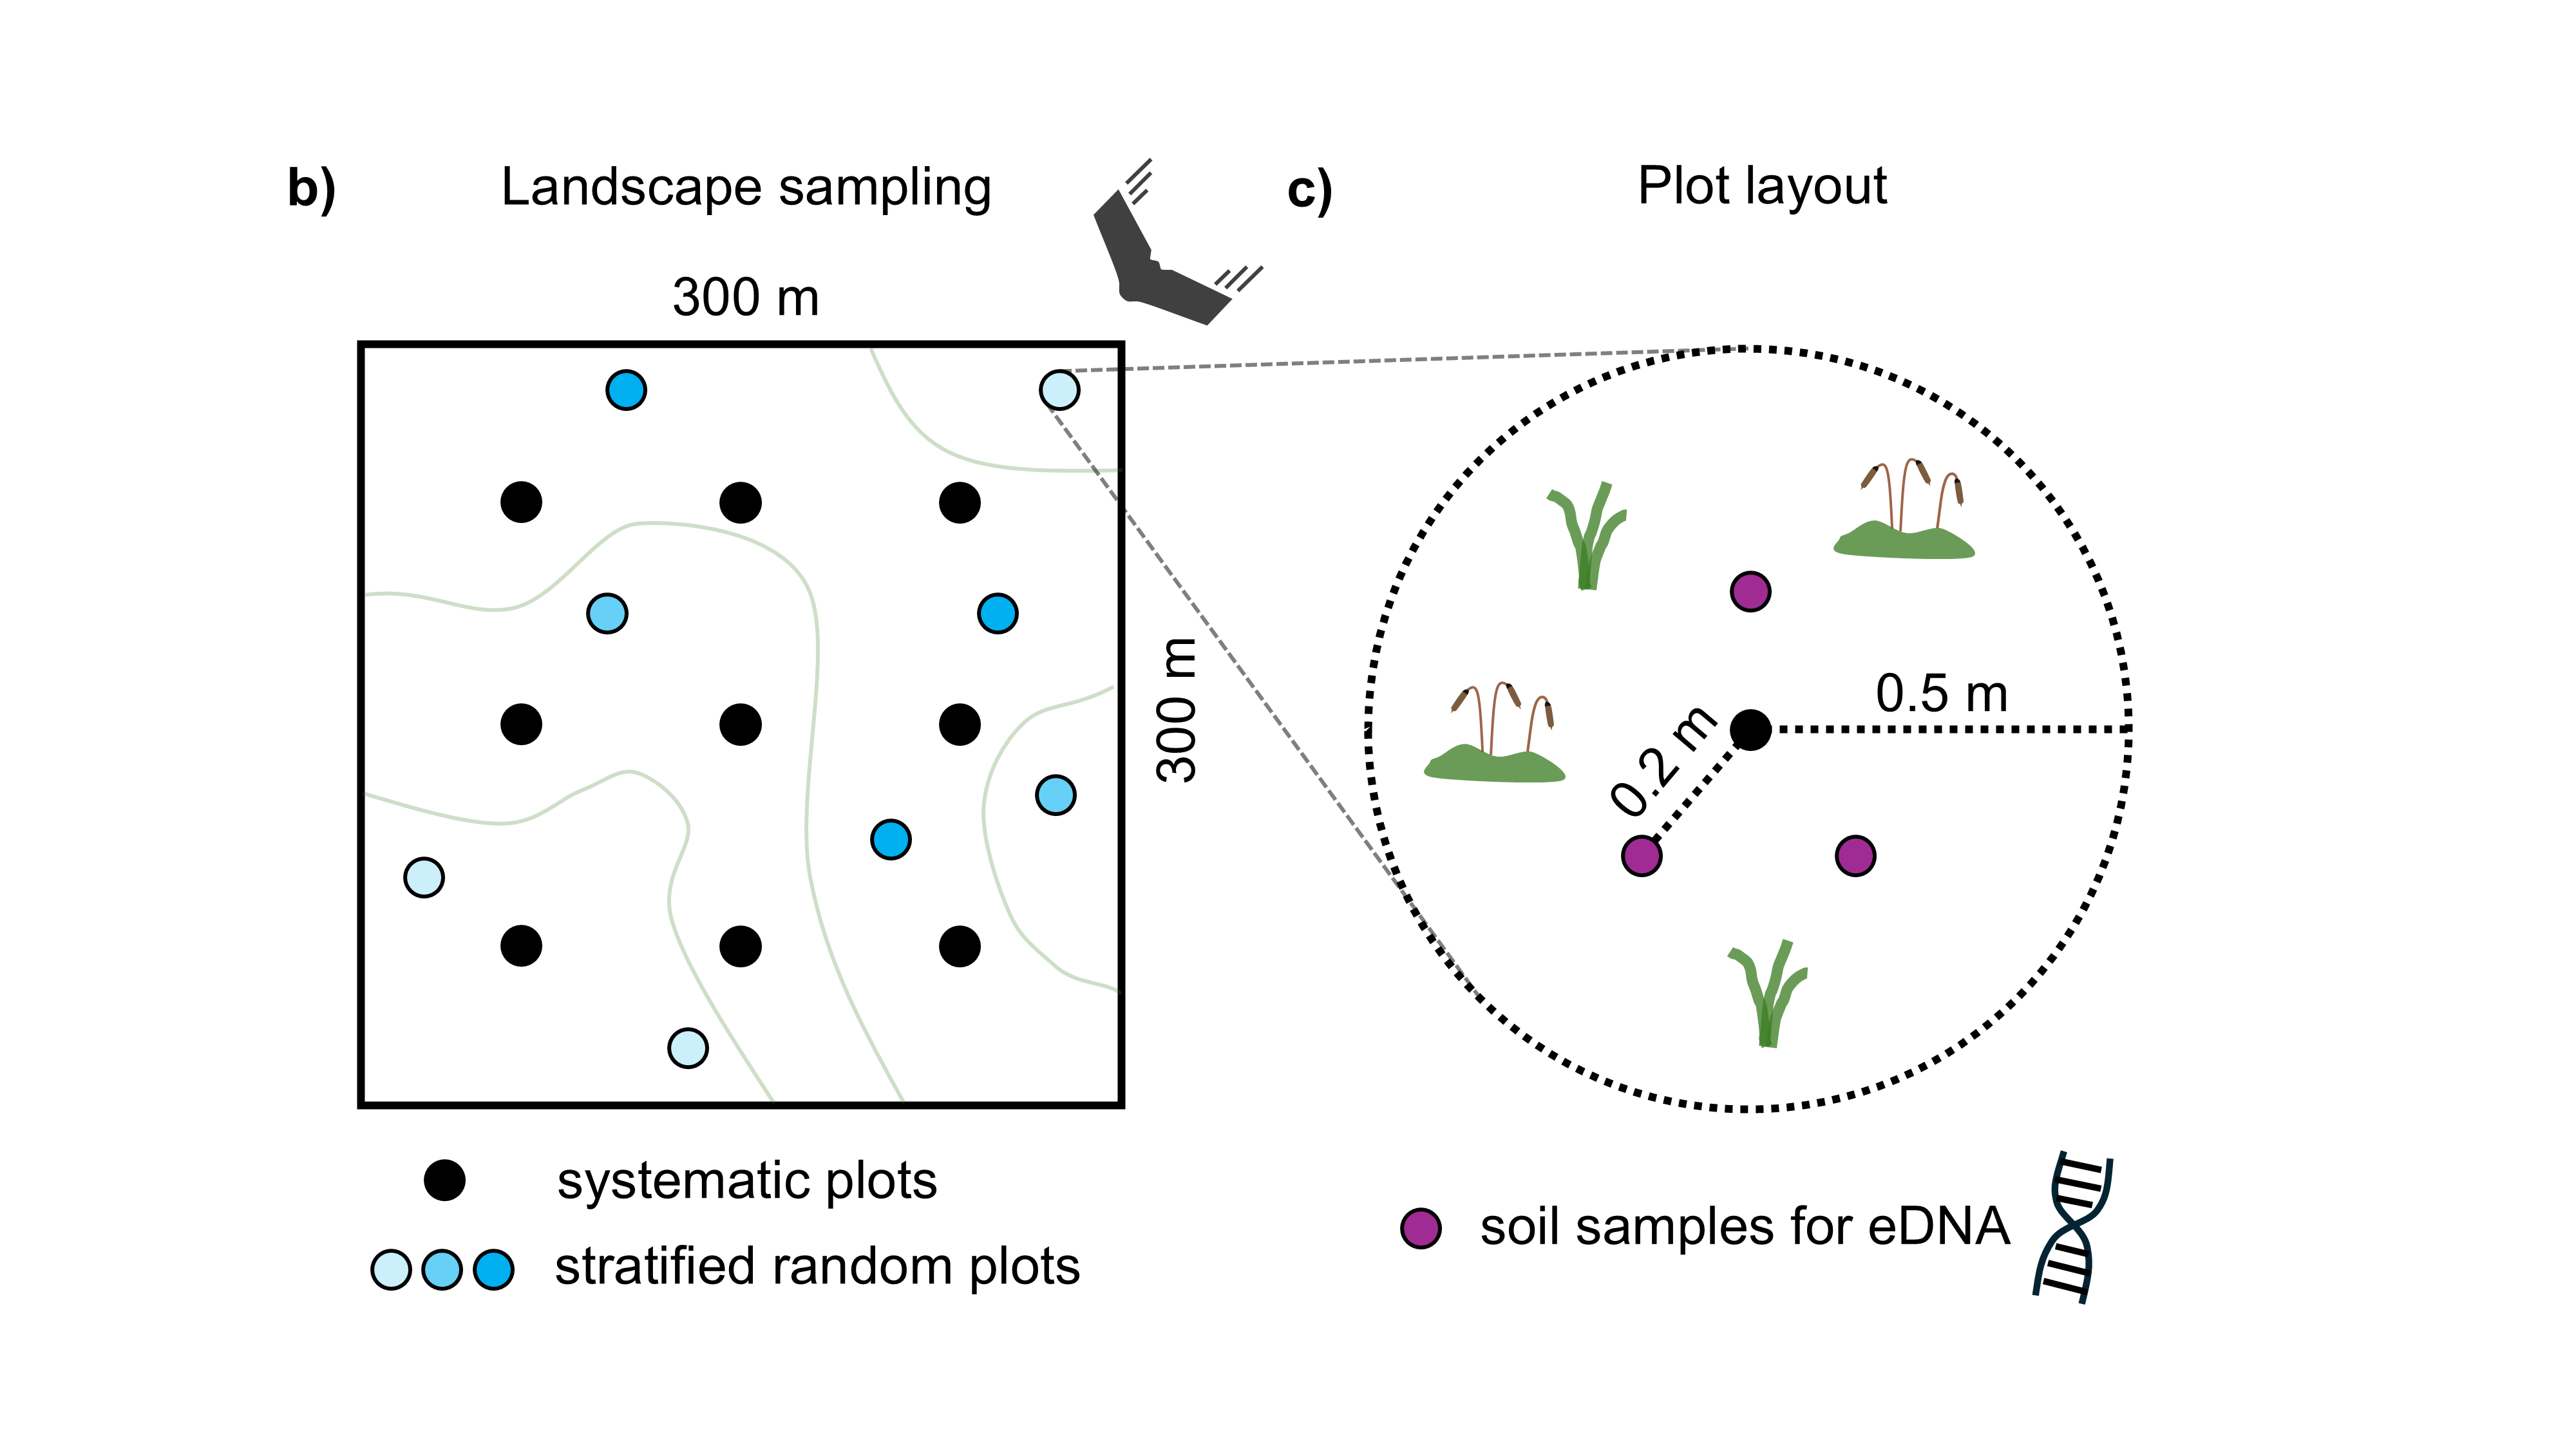 b)
Landscape sampling
300 m
300 m
systematic plots
stratified random plots
c)
Plot layout
0.5 m
0.2 m
soil samples for eDNA